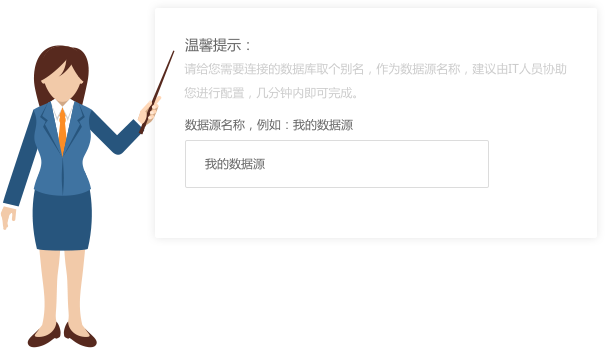 温馨提示：
请给您需要连接的数据库取个别名，作为数据源名称，建议由IT人员协助
您进行配置，几分钟内即可完成。
数据源名称，例如：我的数据源
我的数据源